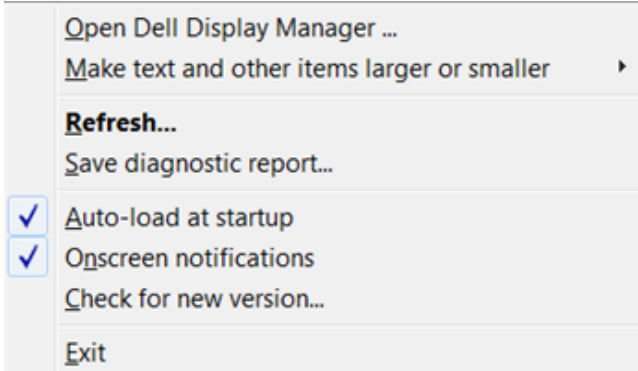 Open Dell Display Manager ...
Make text and other items larger or smaller
Refresh...
Save diagnostic report...
Auto-load at startup
Onscreen notifications
Check for new version...
Exit